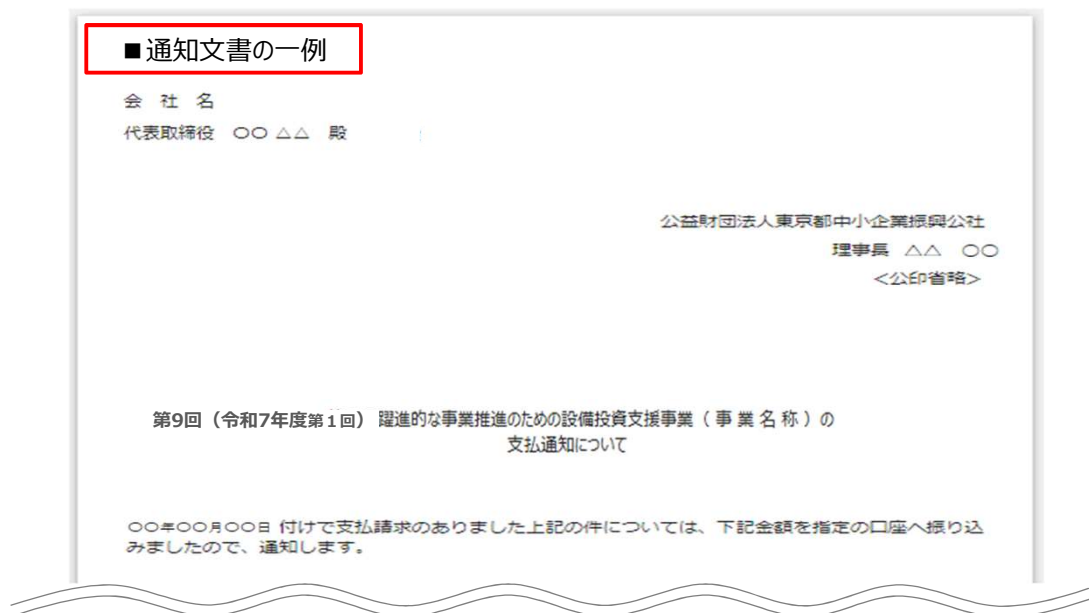 ■通知文書の一例
会 社 名
代表取締役 〇〇 △△ 殿
公益財団法人東京都中小企業振興公社
理事長 △△ 〇〇
＜公印省略＞
第9回（令和7年度第１回）躍進的な事業推進のための設備投資支援事業（ 事 業 名 称 ）の
支払通知について
〇〇年〇〇月〇〇日 付けで支払請求のありました上記の件については、下記金額を指定の口座へ振り込
みましたので、通知します。